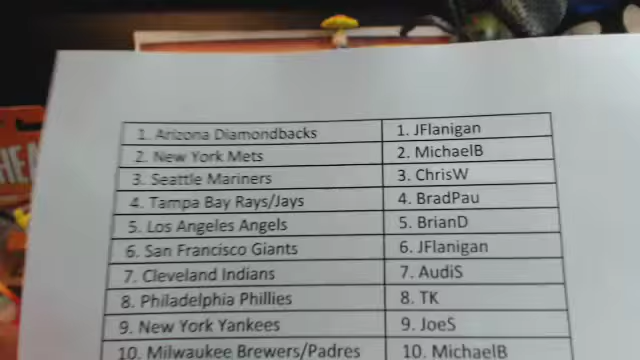 1. Arizona Diamondbacks 1. JFlanigan
2. New York Mets 2. MichaelB
3. Seattle Mariners 3. ChrisW
4. Tampa Bay Rays/Jays 4. BradPau
5. Los Angeles Angels 5. BrianD
6. San Francisco Giants 6. JFlanigan
7. Cleveland Indians 7. AudiS
8. Philadelphia Phillies 8. TK
9. New York Yankees 9. JoeS
10. Milwaukee Brewers/Padres 10. MichaelB